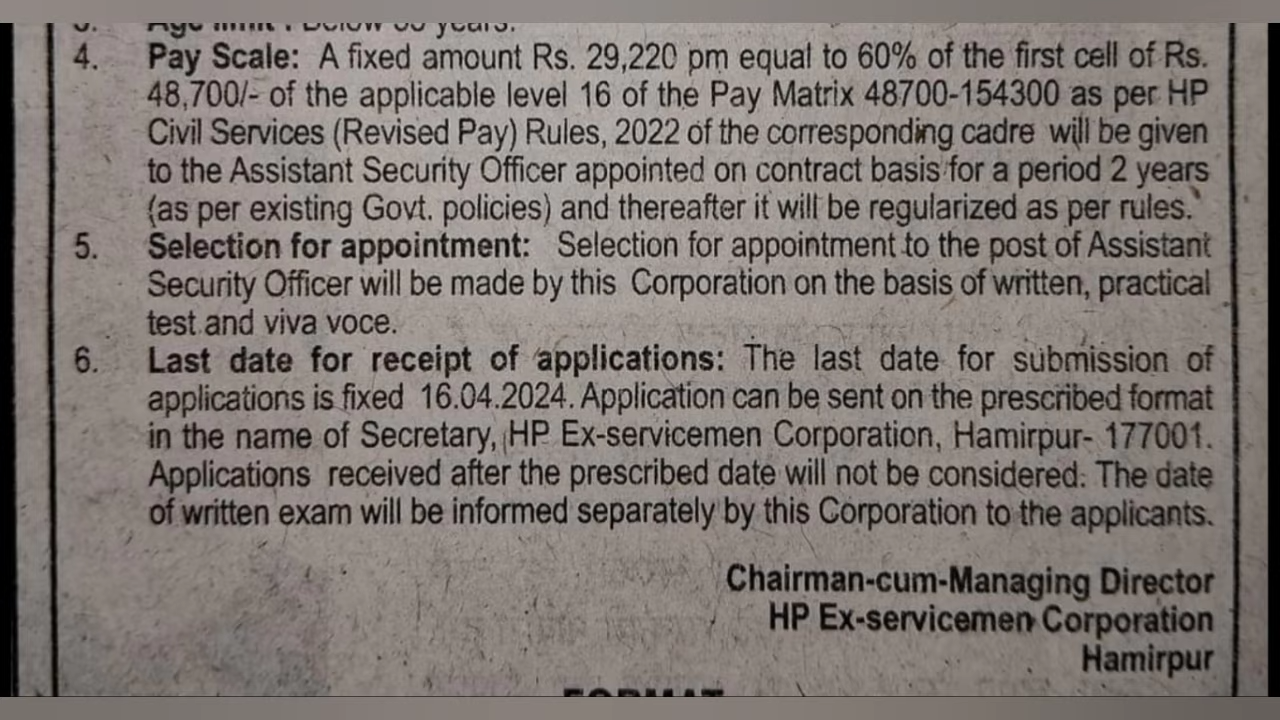 Age limit : Below years.
4. Pay Scale: A fixed amount Rs. 29,220 pm equal to 60% of the first cell of Rs.
48,700/- of the applicable level 16 of the Pay Matrix 48700-154300 as per HP
Civil Services (Revised Pay) Rules, 2022 of the corresponding cadre will be given
to the Assistant Security Officer appointed on contract basis for a period 2 years
(as per existing Govt. policies) and thereafter it will be regularized as per rules.
5. Selection for appointment: Selection for appointment to the post of Assistant
Security Officer will be made by this Corporation on the basis of written, practical
test and viva voce.
6. Last date for receipt of applications: The last date for submission of
applications is fixed 16.04.2024. Application can be sent on the prescribed format
in the name of Secretary, HP Ex-servicemen Corporation, Hamirpur- 177001.
Applications received after the prescribed date will not be considered. The date
of written exam will be informed separately by this Corporation to the applicants.
Chairman-cum-Managing Director
HP Ex-servicemen Corporation
Hamirpur
FORMAT